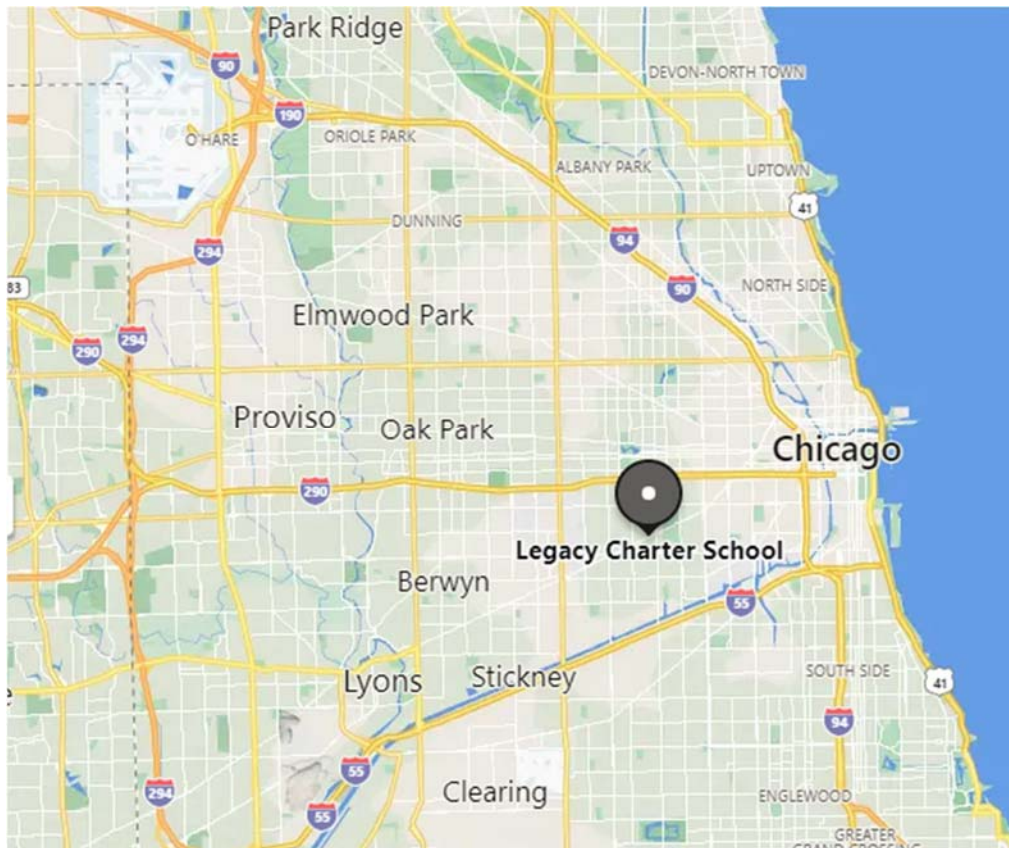 Park Ridge
90
DEVON-NORTH TOWN
190
O'HARE
ORIOLE PARK
ALBANY PARK
UPTOWN
41
DUNNING
94
294
83
90
NORTH SIDE
Elmwood Park
294
290
Proviso
Oak Park
Chicago
290
Legacy Charter School
Berwyn
55
Stickney
Lyons
SOUTH SIDE
41
94
55
294
Clearing
ENGLEWOOD
55
GREATER
GRAND CROSSING